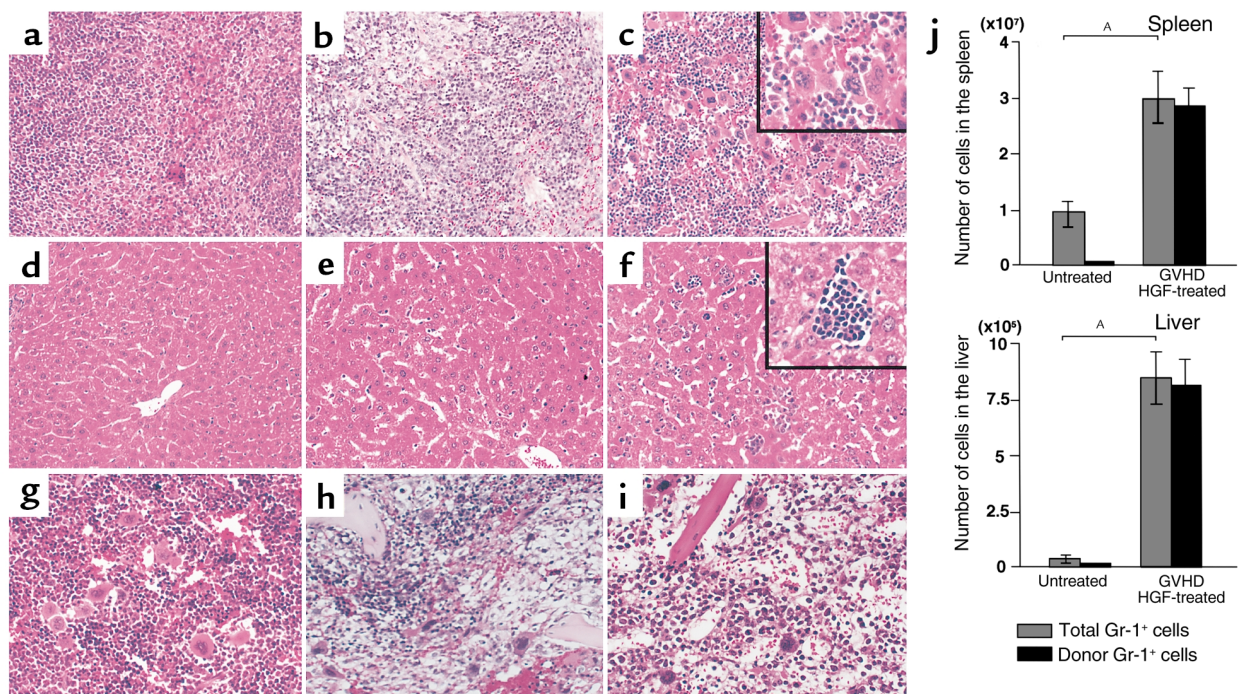 a
b
c
d
e
f
g
h
i
j
Spleen
(x10⁷)
A
Number of cells in the spleen
4
3
2
1
0
Untreated
GVHD
HGF-treated
Liver
(x10⁵)
A
Number of cells in the liver
10
7.5
5
2.5
0
Untreated
GVHD
HGF-treated
Total Gr-1⁺ cells
Donor Gr-1⁺ cells